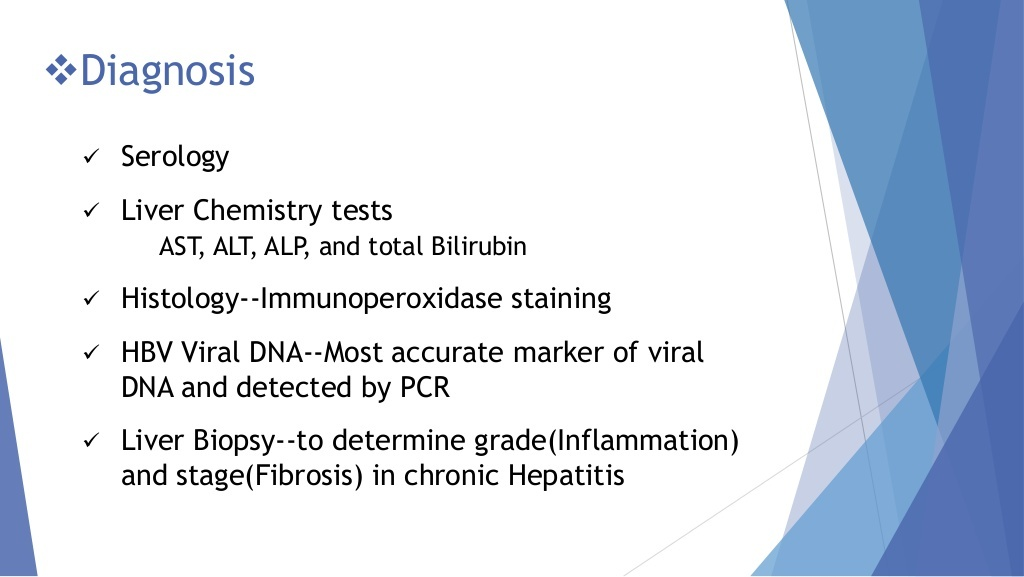 ❖Diagnosis
✓ Serology
✓ Liver Chemistry tests
AST, ALT, ALP, and total Bilirubin
✓ Histology--Immunoperoxidase staining
✓ HBV Viral DNA--Most accurate marker of viral
DNA and detected by PCR
✓ Liver Biopsy--to determine grade(Inflammation)
and stage(Fibrosis) in chronic Hepatitis